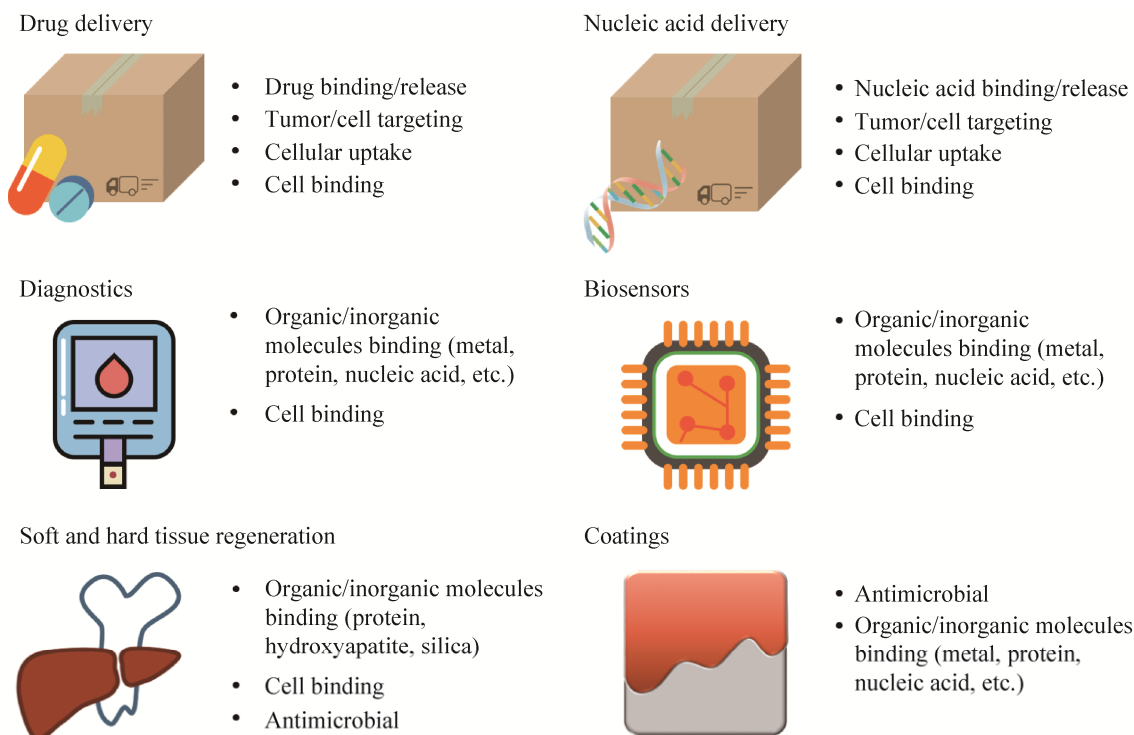 Drug delivery
• Drug binding/release
• Tumor/cell targeting
• Cellular uptake
• Cell binding
Nucleic acid delivery
• Nucleic acid binding/release
• Tumor/cell targeting
• Cellular uptake
• Cell binding
Diagnostics
• Organic/inorganic
molecules binding (metal,
protein, nucleic acid, etc.)
• Cell binding
Biosensors
• Organic/inorganic
molecules binding (metal,
protein, nucleic acid, etc.)
• Cell binding
Soft and hard tissue regeneration
• Organic/inorganic molecules
binding (protein,
hydroxyapatite, silica)
• Cell binding
• Antimicrobial
Coatings
• Antimicrobial
• Organic/inorganic molecules
binding (metal, protein,
nucleic acid, etc.)